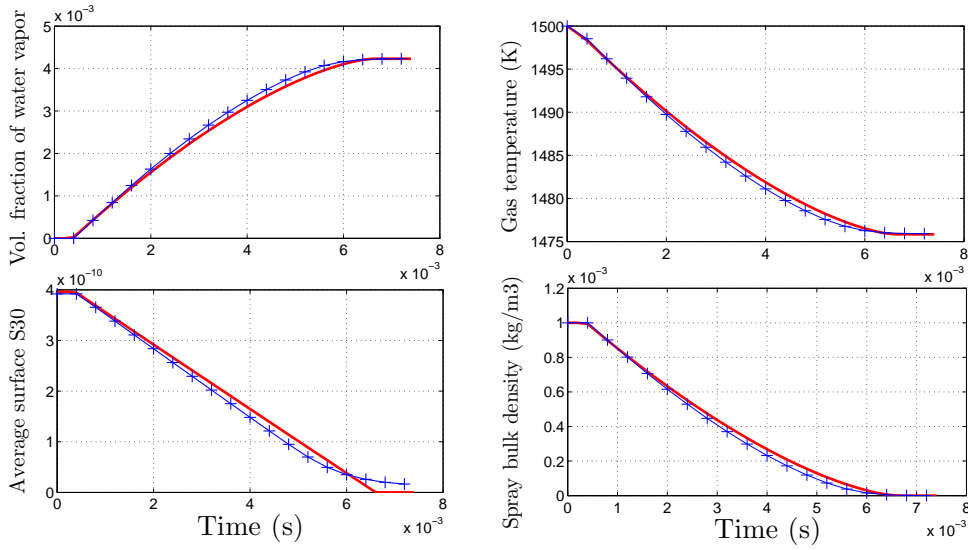 x 10⁻³
5
4
3
2
1
0
0 2 4 6 8
x 10⁻³
Vol. fraction of water vapor
1500
1495
1490
1485
1480
1475
0 2 4 6 8
x 10⁻³
Gas temperature (K)
x 10⁻¹⁰
4
3
2
1
0
0 2 4 6 8
x 10⁻³
Average surface S30
Time (s)
x 10⁻³
1.2
1
0.8
0.6
0.4
0.2
0
0 1 2 3 4 5 6 7 8
x 10⁻³
Spray bulk density (kg/m3)
Time (s)